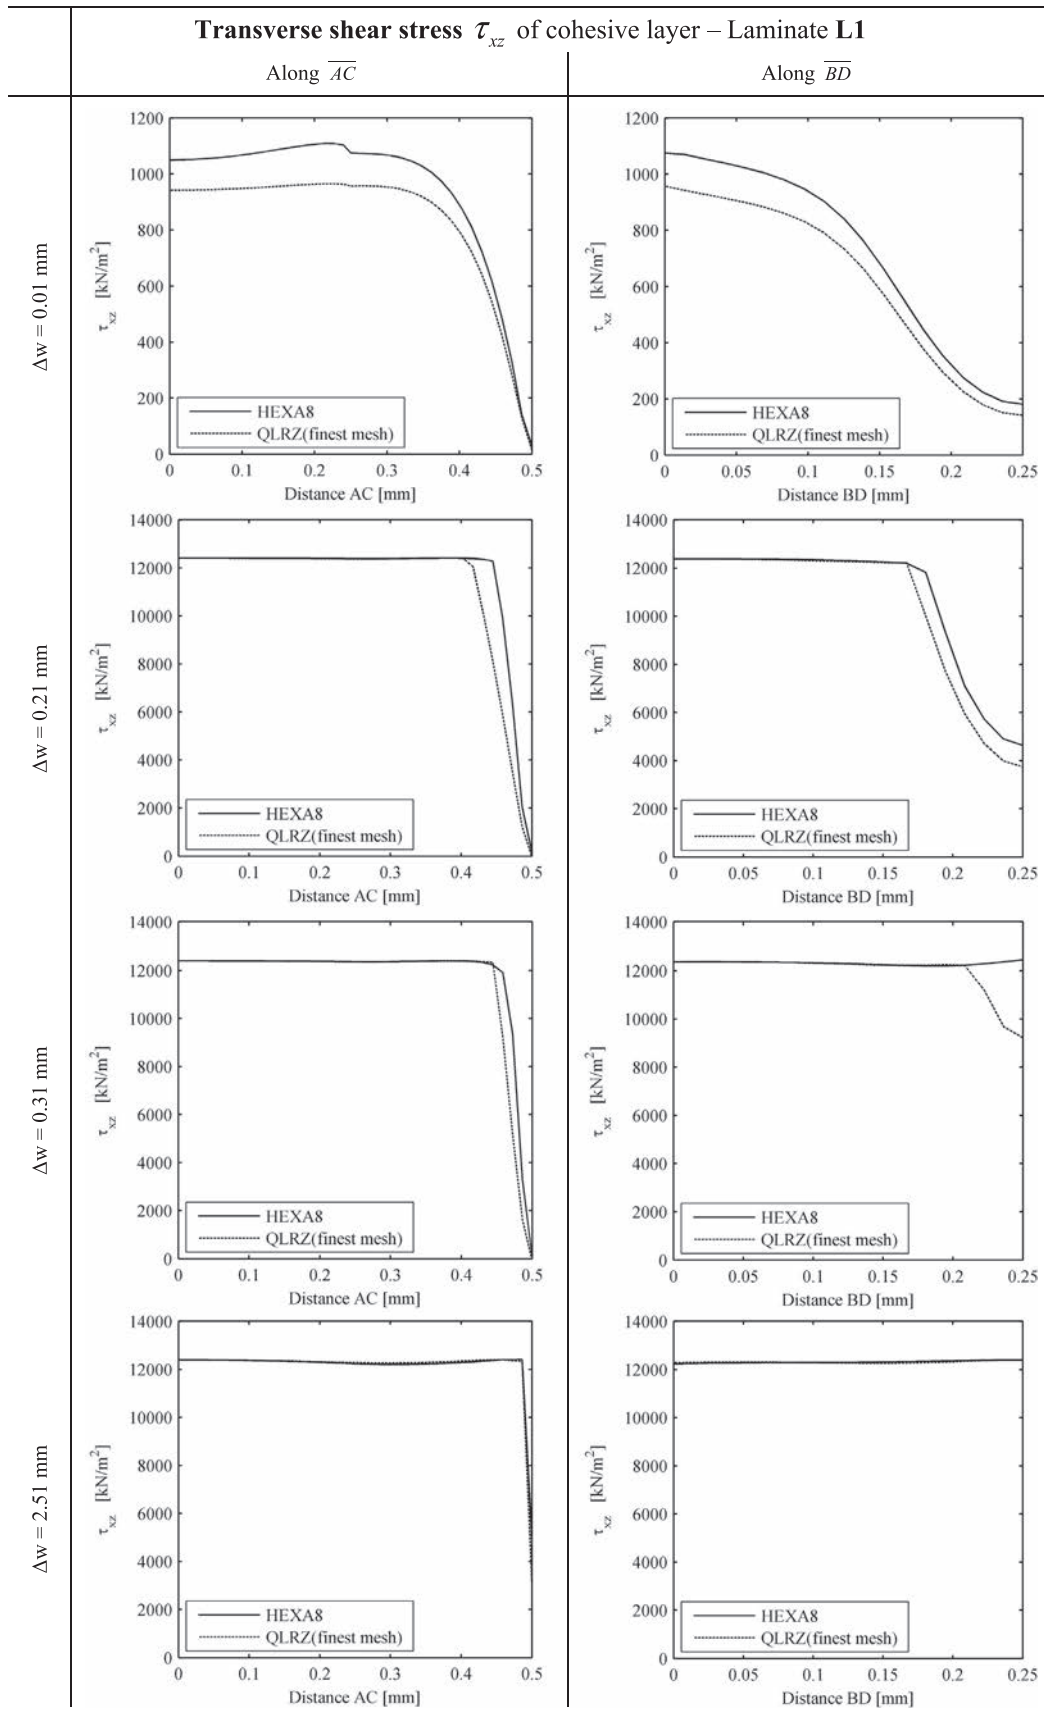 Transverse shear stress τxz of cohesive layer – Laminate L1
Along AC
Along BD
Δw = 0.01 mm
1200
1000
800
600
400
200
0
τxz [kN/m²]
HEXA8
QLRZ(finest mesh)
0 0.1 0.2 0.3 0.4 0.5
Distance AC [mm]
1200
1000
800
600
400
200
0
τxz [kN/m²]
HEXA8
QLRZ(finest mesh)
0 0.05 0.1 0.15 0.2 0.25
Distance BD [mm]
Δw = 0.21 mm
14000
12000
10000
8000
6000
4000
2000
0
τxz [kN/m²]
HEXA8
QLRZ(finest mesh)
0 0.1 0.2 0.3 0.4 0.5
Distance AC [mm]
14000
12000
10000
8000
6000
4000
2000
0
τxz [kN/m²]
HEXA8
QLRZ(finest mesh)
0 0.05 0.1 0.15 0.2 0.25
Distance BD [mm]
Δw = 0.31 mm
14000
12000
10000
8000
6000
4000
2000
0
τxz [kN/m²]
HEXA8
QLRZ(finest mesh)
0 0.1 0.2 0.3 0.4 0.5
Distance AC [mm]
14000
12000
10000
8000
6000
4000
2000
0
τxz [kN/m²]
HEXA8
QLRZ(finest mesh)
0 0.05 0.1 0.15 0.2 0.25
Distance BD [mm]
Δw = 2.51 mm
14000
12000
10000
8000
6000
4000
2000
0
τxz [kN/m²]
HEXA8
QLRZ(finest mesh)
0 0.1 0.2 0.3 0.4 0.5
Distance AC [mm]
14000
12000
10000
8000
6000
4000
2000
0
τxz [kN/m²]
HEXA8
QLRZ(finest mesh)
0 0.05 0.1 0.15 0.2 0.25
Distance BD [mm]